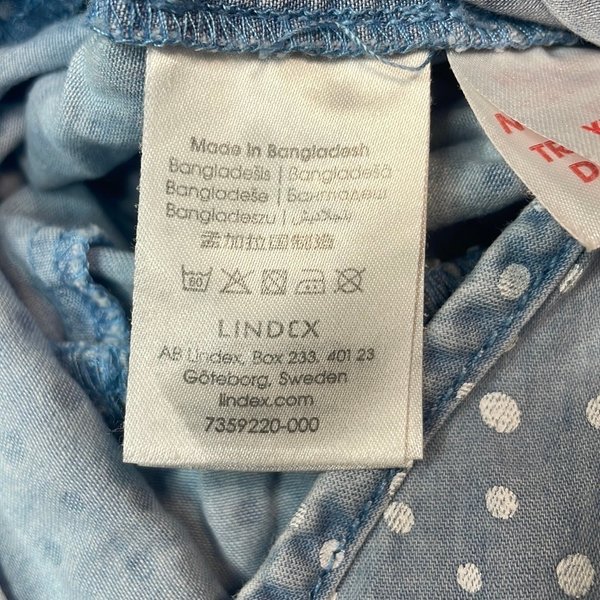 Made in Bangladesh
Bangladešis | Bangladešā
Bangladeše | Бангладеш
Bangladeszu | بنغلاديش
孟加拉国制造
60
LINDEX
AB Lindex, Box 233, 401 23
Göteborg, Sweden
lindex.com
7359220-000